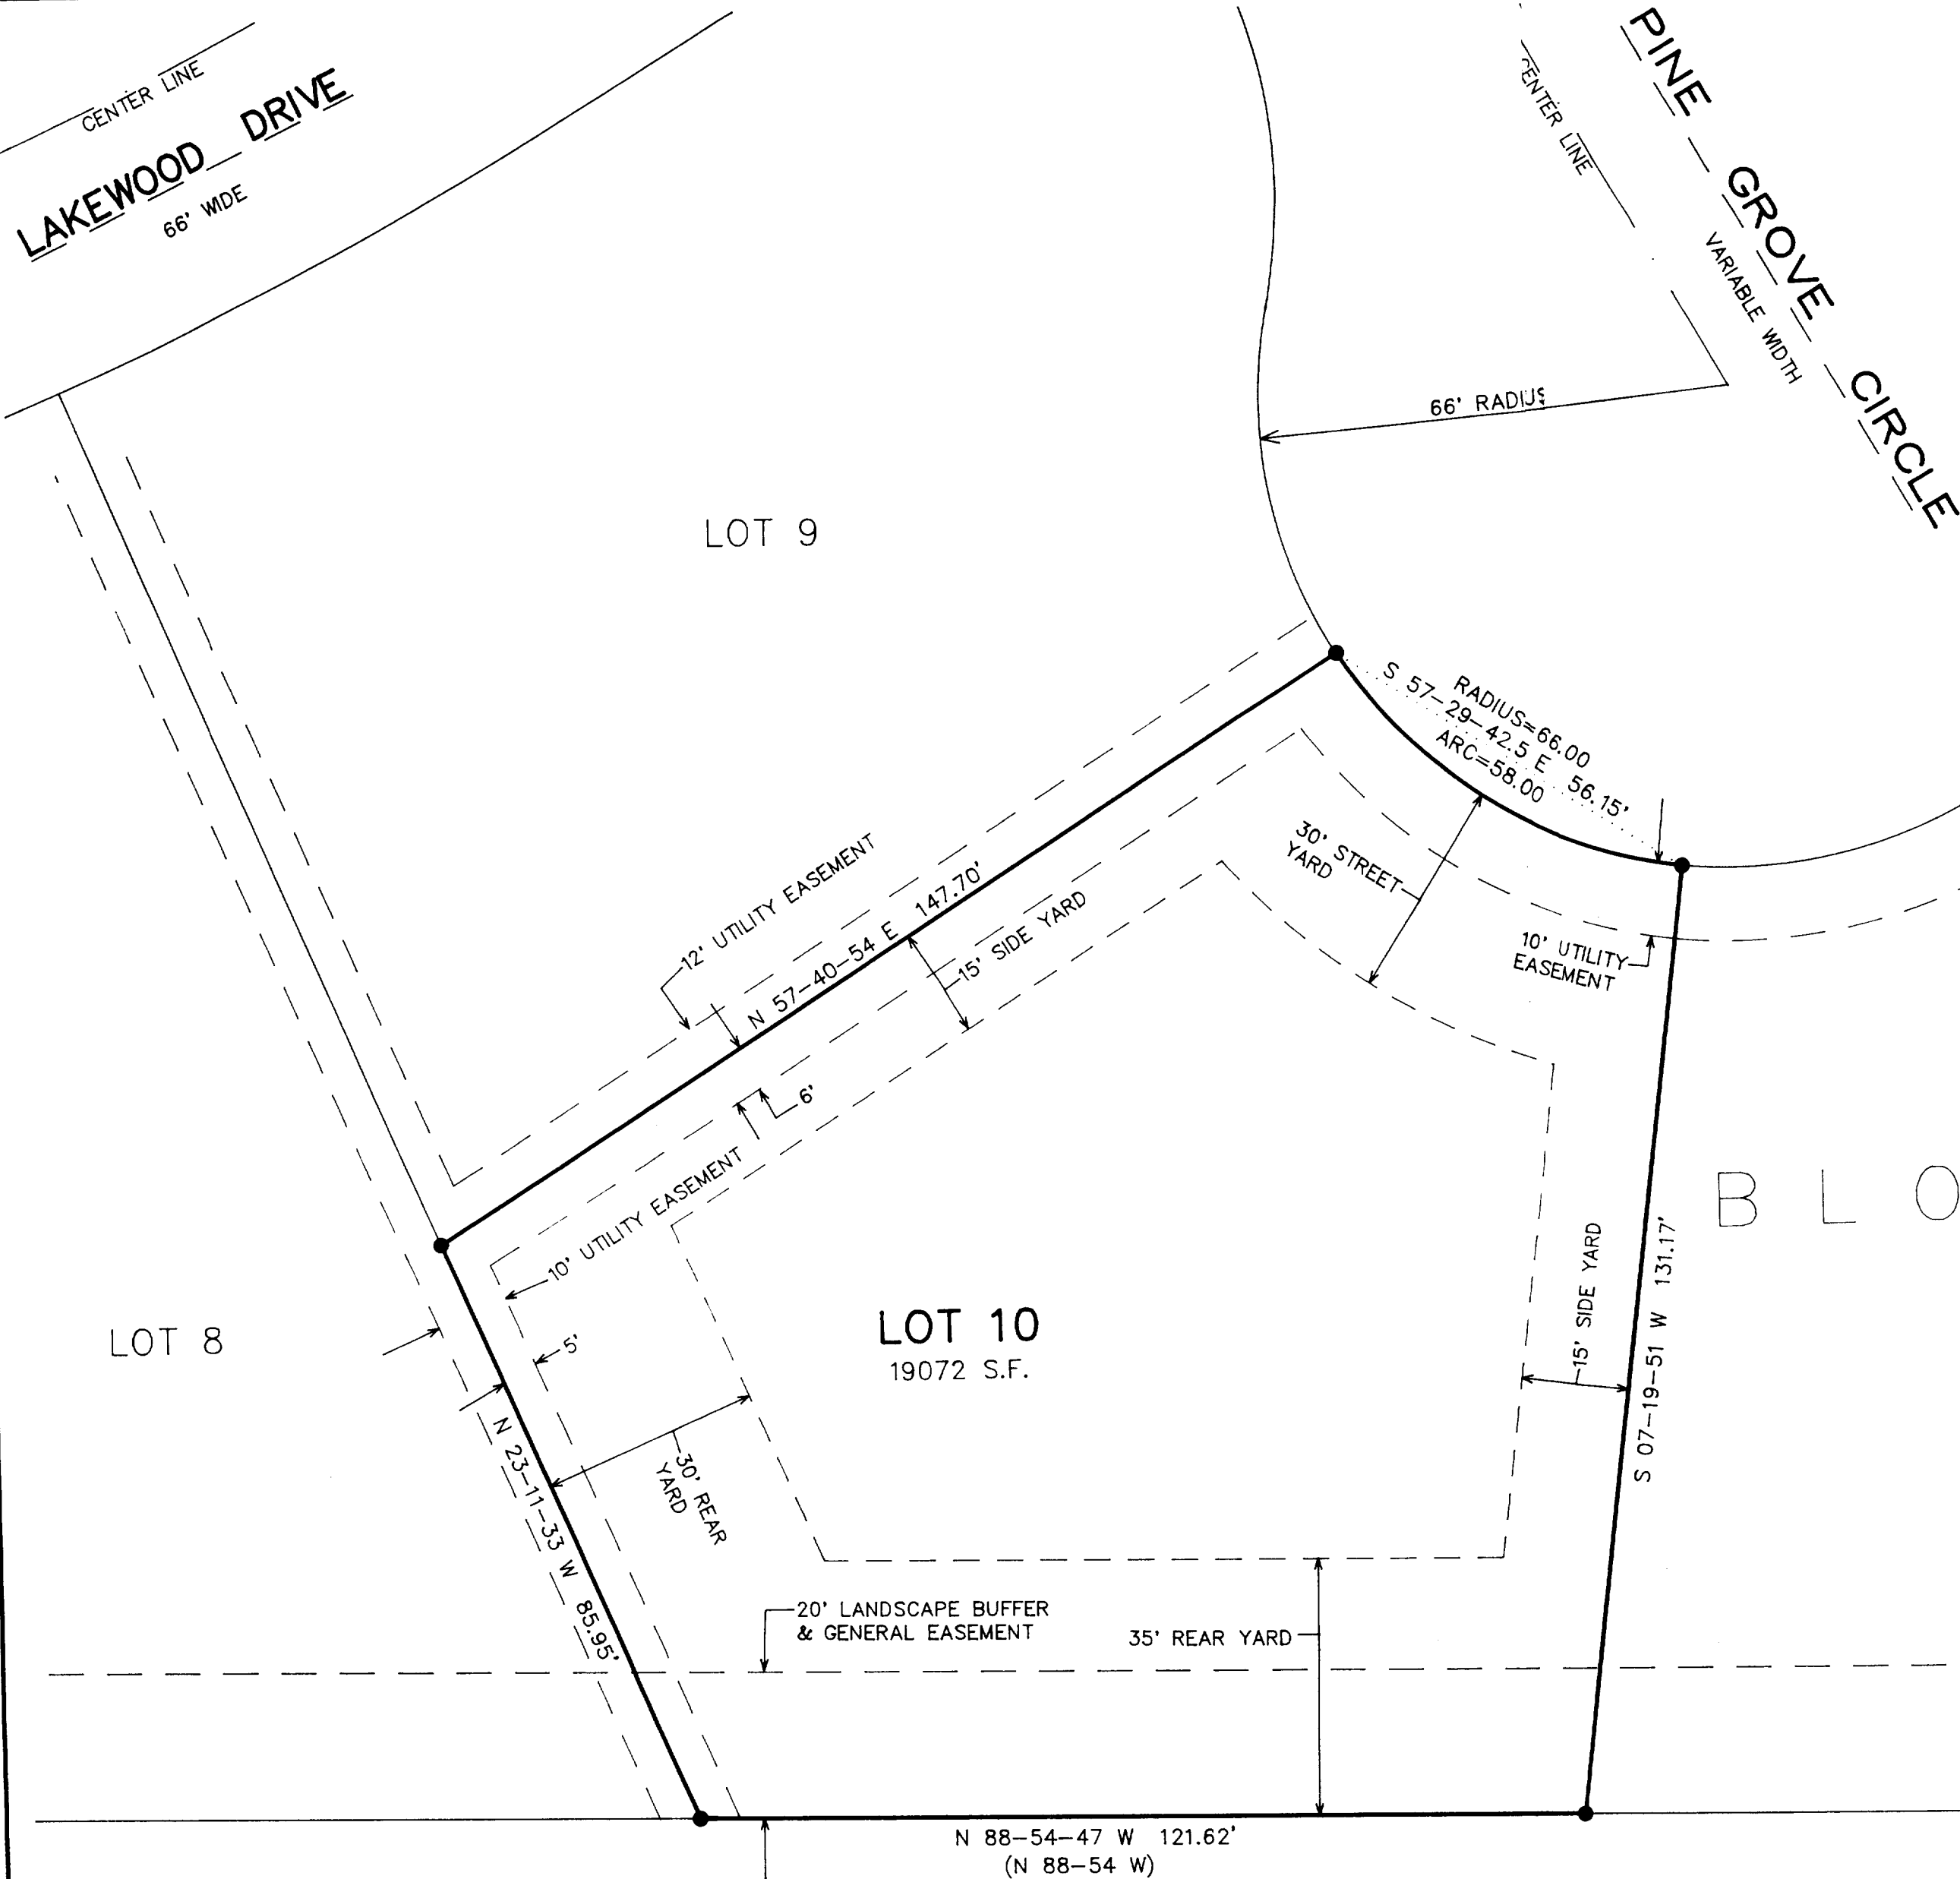 CENTER LINE
LAKEWOOD DRIVE
66' WIDE
PINE GROVE CIRCLE
VARIABLE WIDTH
CENTER LINE
66' RADIUS
LOT 9
RADIUS=66.00
S 57-29-42.5 E 56.15'
ARC=58.00
30' STREET
YARD
12' UTILITY EASEMENT
N 57-40-54 E 147.70'
15' SIDE YARD
10' UTILITY
EASEMENT
6'
10' UTILITY EASEMENT
5'
BLO
LOT 8
LOT 10
19072 S.F.
15' SIDE YARD
S 07-19-51 W 131.17'
N 23-11-33 W 85.95'
30' REAR
YARD
20' LANDSCAPE BUFFER
& GENERAL EASEMENT
35' REAR YARD
N 88-54-47 W 121.62'
(N 88-54 W)